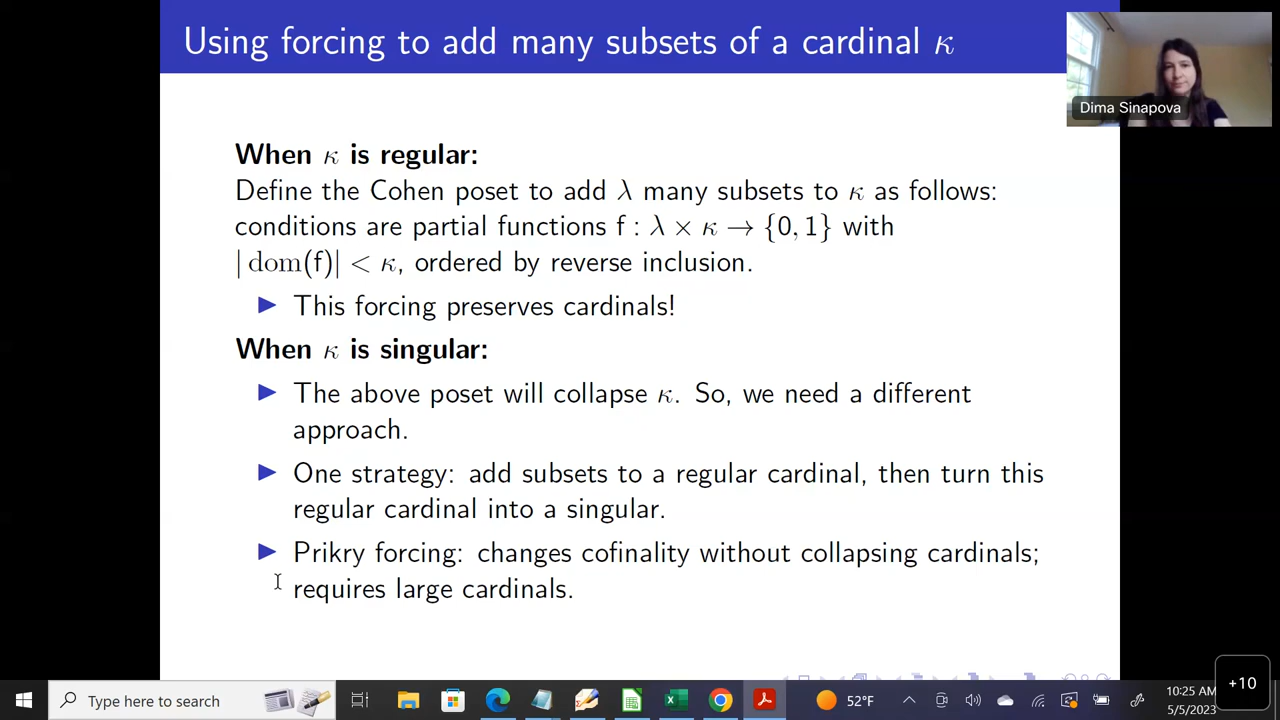 Using forcing to add many subsets of a cardinal κ
Dima Sinapova
When κ is regular:
Define the Cohen poset to add λ many subsets to κ as follows:
conditions are partial functions f : λ × κ → {0, 1} with
| dom(f)| < κ, ordered by reverse inclusion.
▶ This forcing preserves cardinals!
When κ is singular:
▶ The above poset will collapse κ. So, we need a different
approach.
▶ One strategy: add subsets to a regular cardinal, then turn this
regular cardinal into a singular.
▶ Prikry forcing: changes cofinality without collapsing cardinals;
requires large cardinals.
+10
Type here to search
52°F
10:25 AM
5/5/2023